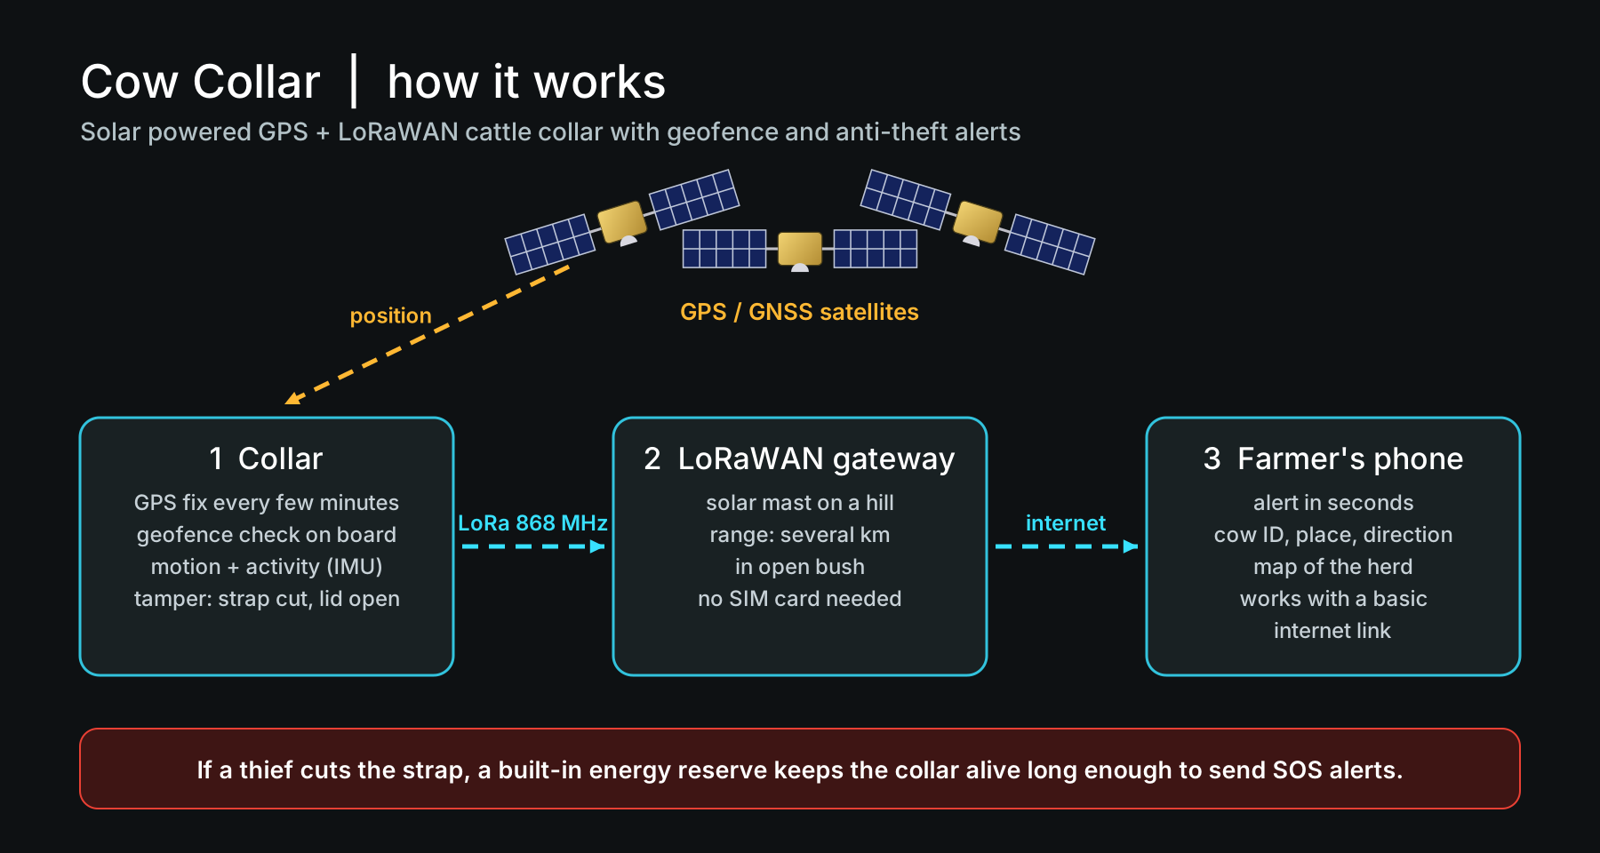 Cow Collar | how it works
Solar powered GPS + LoRaWAN cattle collar with geofence and anti-theft alerts
position
GPS / GNSS satellites
1 Collar
GPS fix every few minutes
geofence check on board
motion + activity (IMU)
tamper: strap cut, lid open
LoRa 868 MHz
2 LoRaWAN gateway
solar mast on a hill
range: several km
in open bush
no SIM card needed
internet
3 Farmer's phone
alert in seconds
cow ID, place, direction
map of the herd
works with a basic
internet link
If a thief cuts the strap, a built-in energy reserve keeps the collar alive long enough to send SOS alerts.